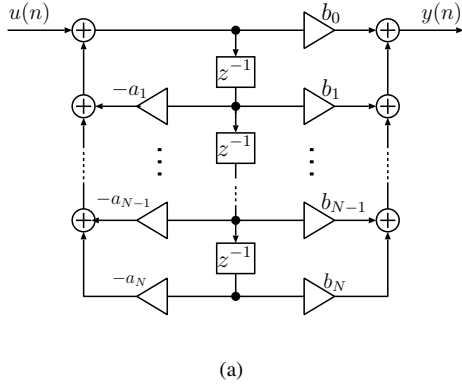 u(n) b_0 y(n)
z^{-1}
-a_1 b_1
z^{-1}
-a_{N-1} b_{N-1}
z^{-1}
-a_N b_N
(a)